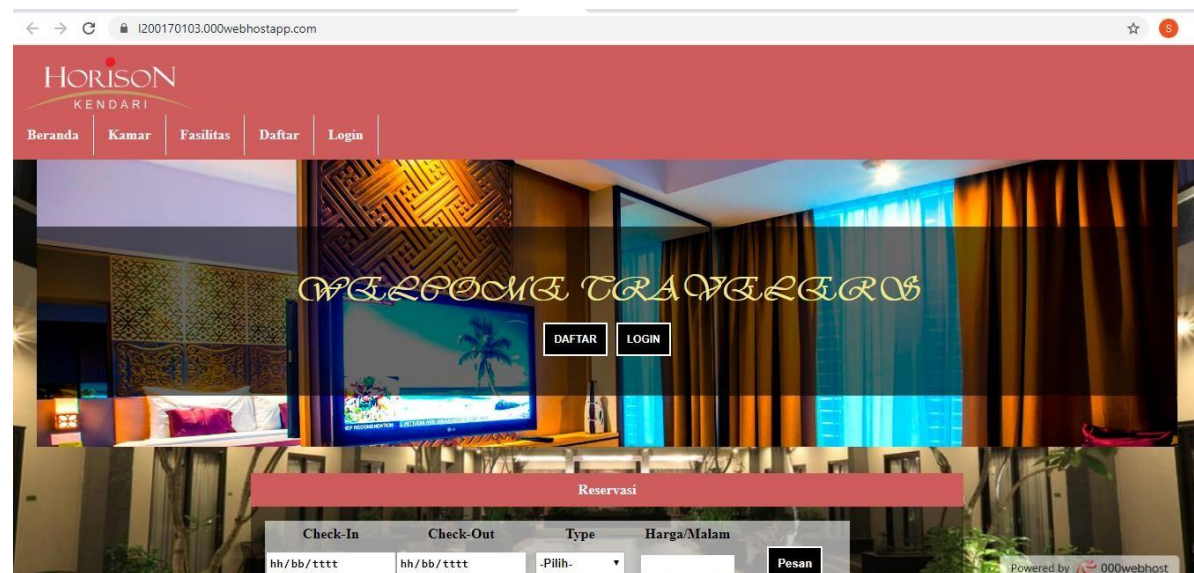 l200170103.000webhostapp.com
S
HORISON
KENDARI
Beranda Kamar Fasilitas Daftar Login
WELCOME TRAVELERS
DAFTAR LOGIN
Reservasi
Check-In Check-Out Type Harga/Malam
hh/bb/tttt hh/bb/tttt -Pilih- Pesan
Powered by 000webhost